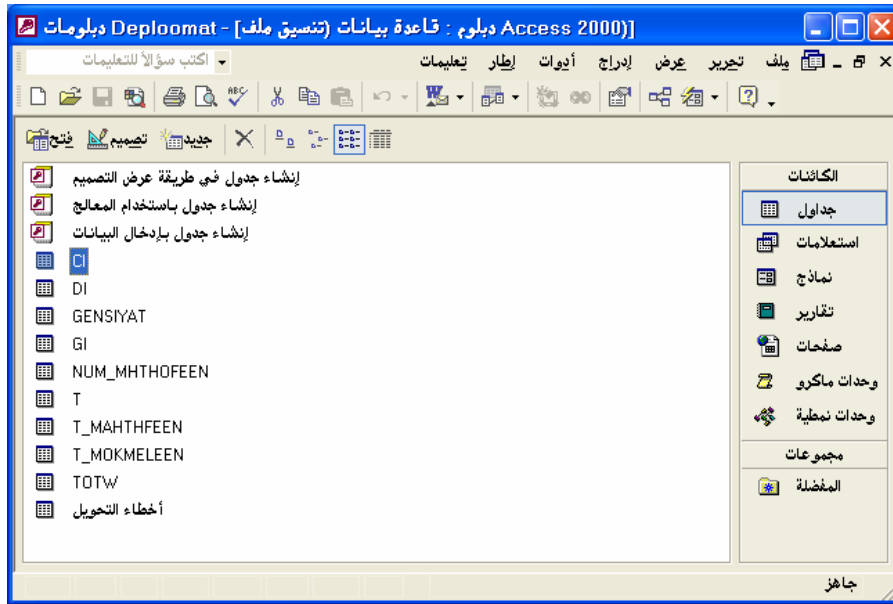 دبلومات Deploomat - [دبلوم : قاعدة بيانات (تنسيق ملف Access 2000)]
ملف تحرير عرض إدراج أدوات إطار تعليمات
اكتب سؤالاً للتعليمات
فتح تصميم جديد
الكائنات
جداول
استعلامات
نماذج
تقارير
صفحات
وحدات ماكرو
وحدات نمطية
مجموعات
المفضلة
إنشاء جدول في طريقة عرض التصميم
إنشاء جدول باستخدام المعالج
إنشاء جدول بإدخال البيانات
CI
DI
GENSIYAT
GI
NUM_MHTHOFEEN
T
T_MAHTHFEEN
T_MOKMELEEN
TOTW
أخطاء التحويل
جاهز